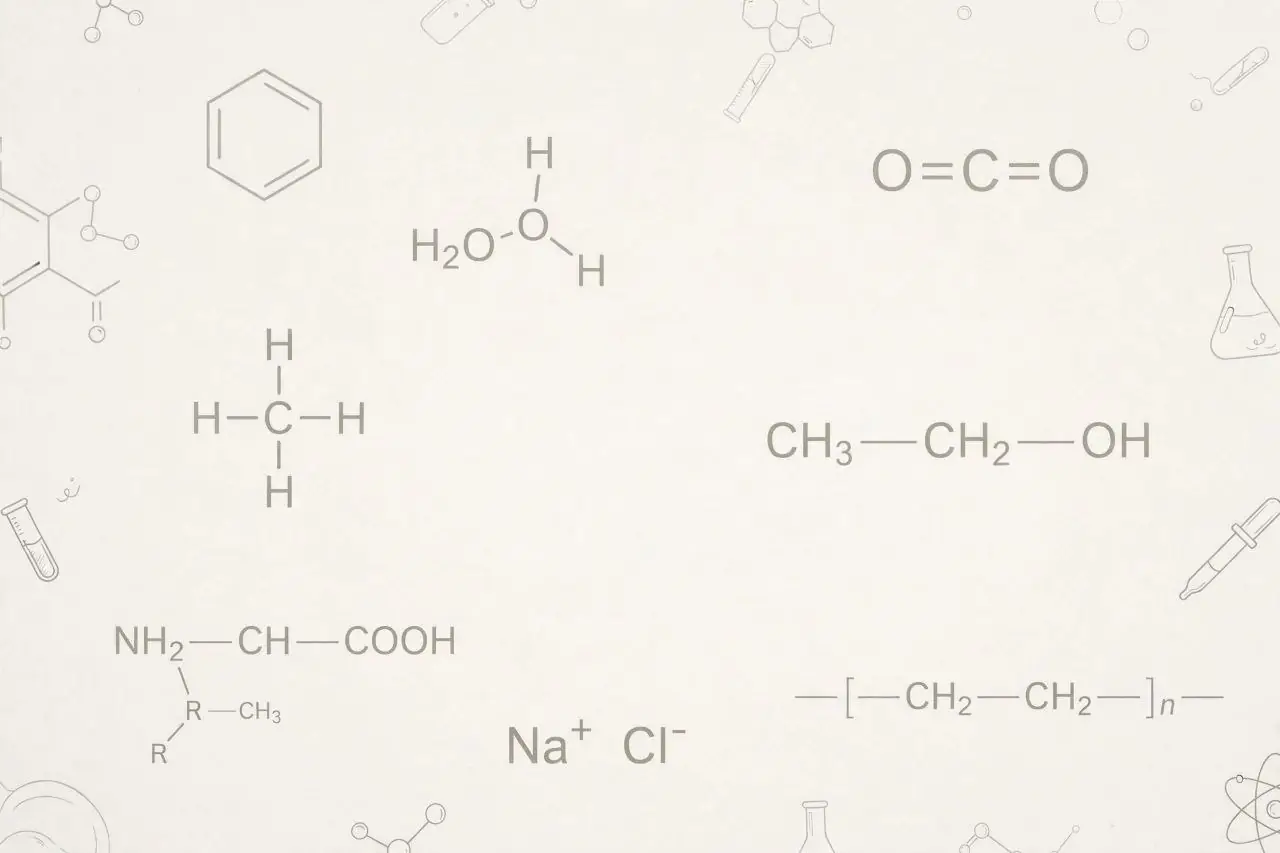 H
H₂O–O
H
O=C=O
H
H–C–H
H
CH₃—CH₂—OH
NH₂—CH—COOH
R—CH₃
R
Na⁺ Cl⁻
—[—CH₂—CH₂—]n—